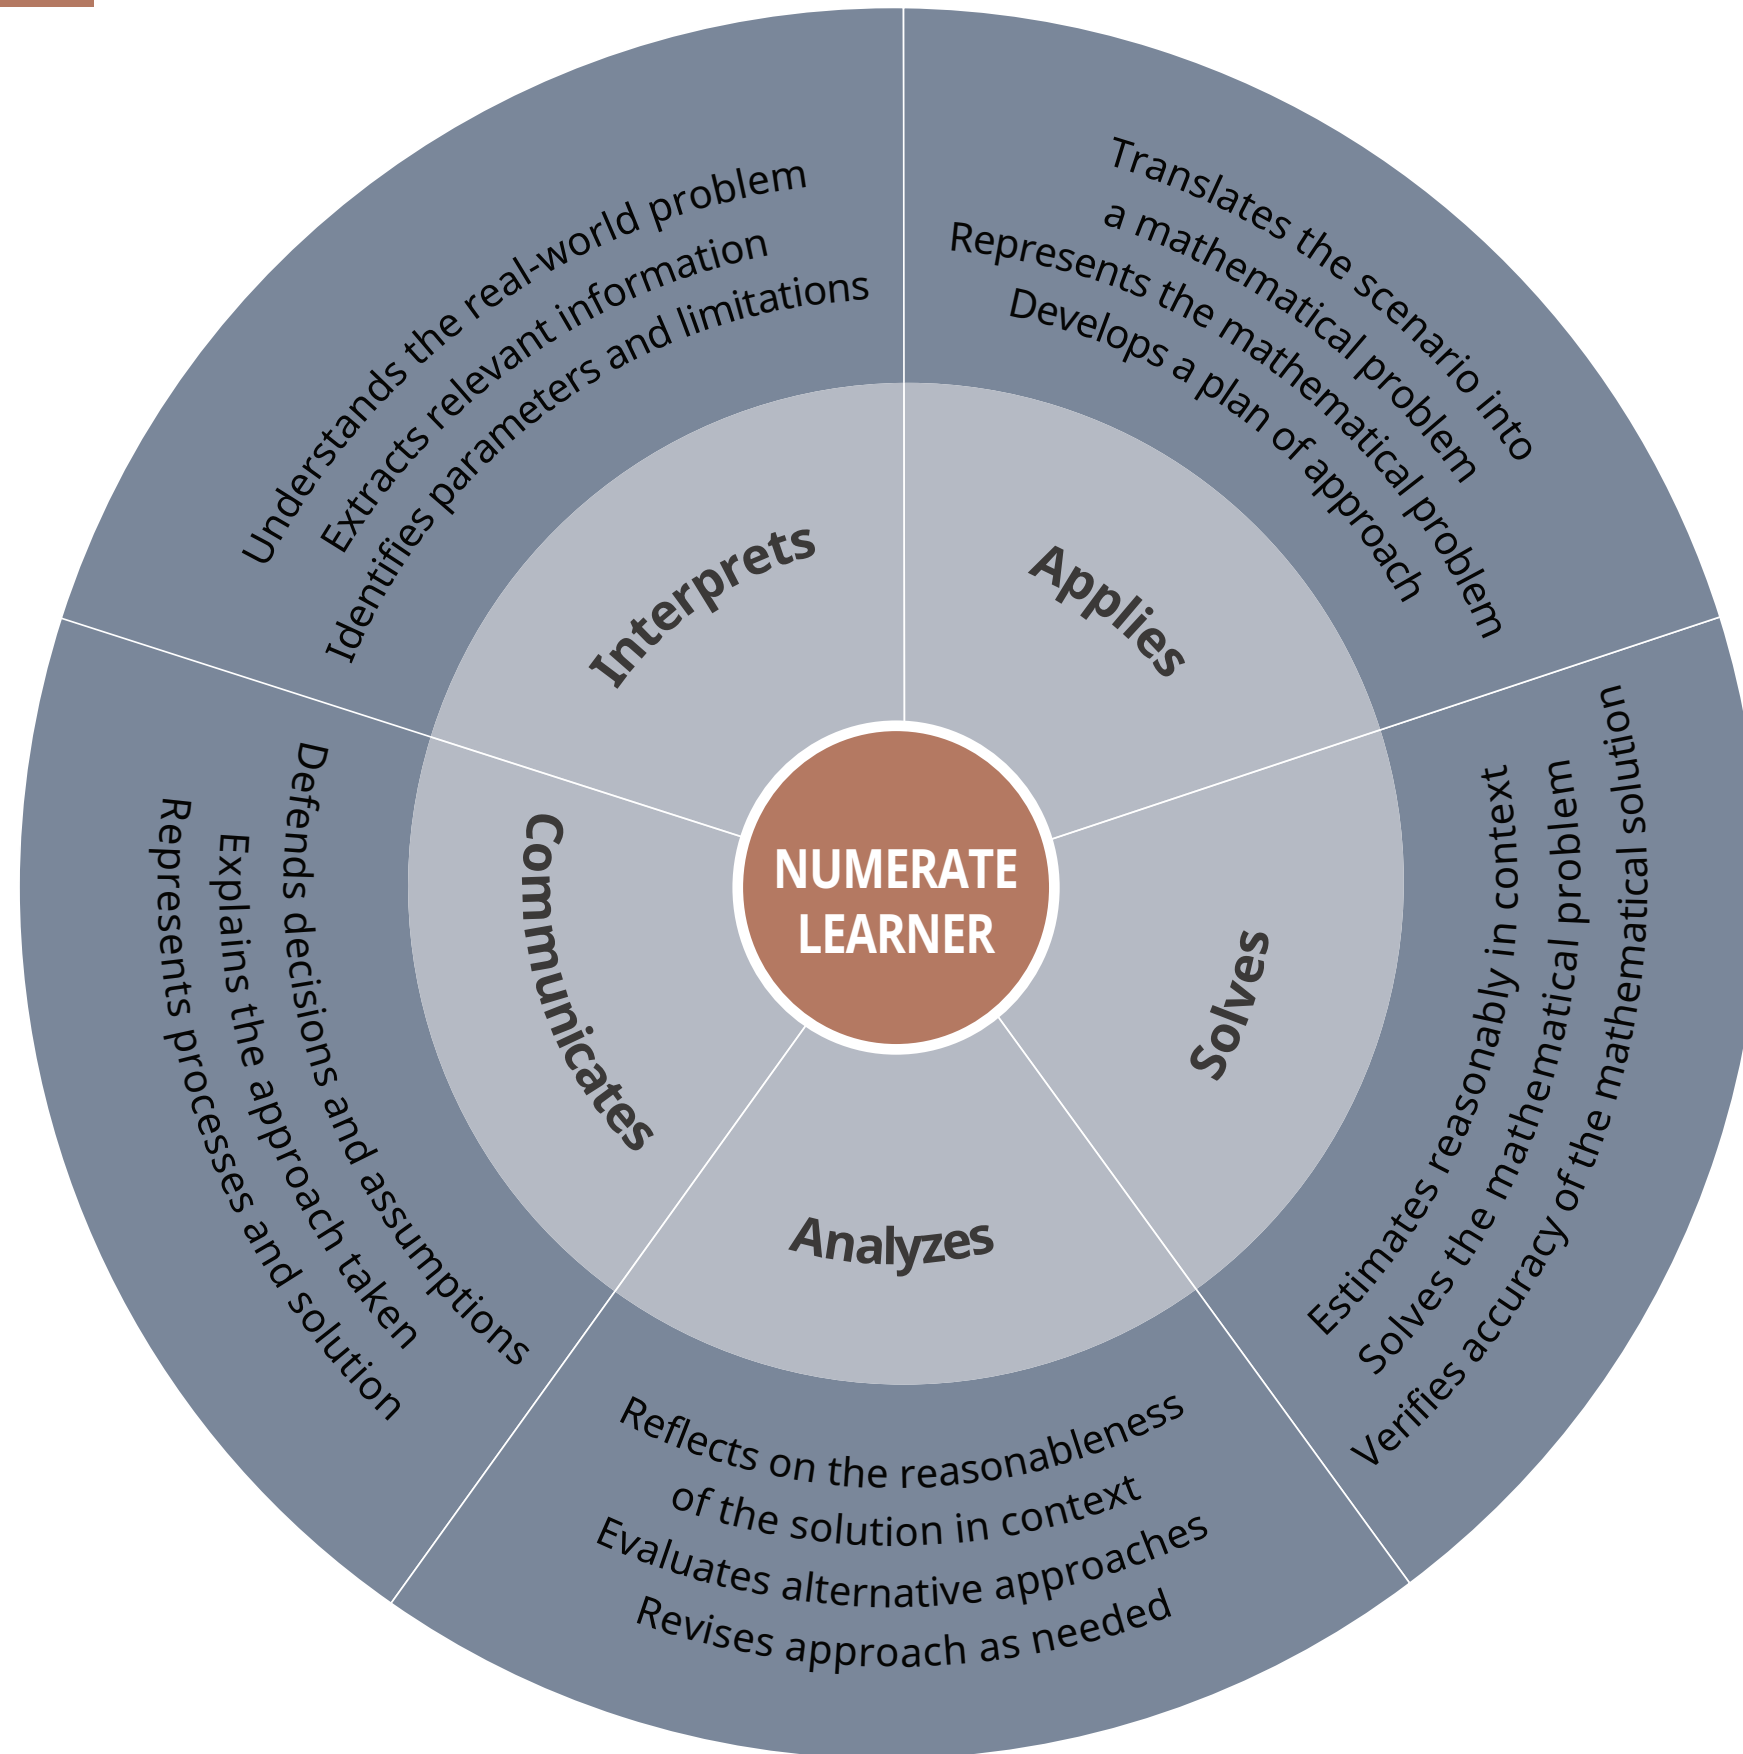 NUMERATE
LEARNER
Interprets
Understands the real-world problem
Extracts relevant information
Identifies parameters and limitations
Applies
Translates the scenario into
a mathematical problem
Represents the mathematical problem
Develops a plan of approach
Solves
Estimates reasonably in context
Solves the mathematical problem
Verifies accuracy of the mathematical solution
Analyzes
Reflects on the reasonableness
of the solution in context
Evaluates alternative approaches
Revises approach as needed
Communicates
Defends decisions and assumptions
Explains the approach taken
Represents processes and solution